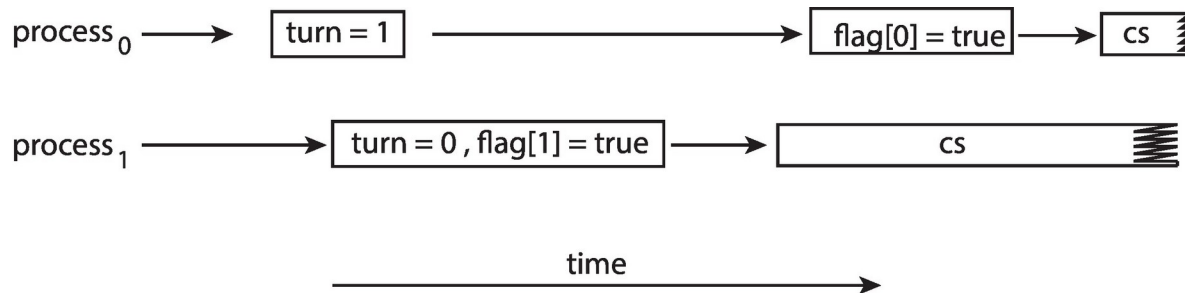 process₀ turn = 1 flag[0] = true cs
process₁ turn = 0 , flag[1] = true cs
time